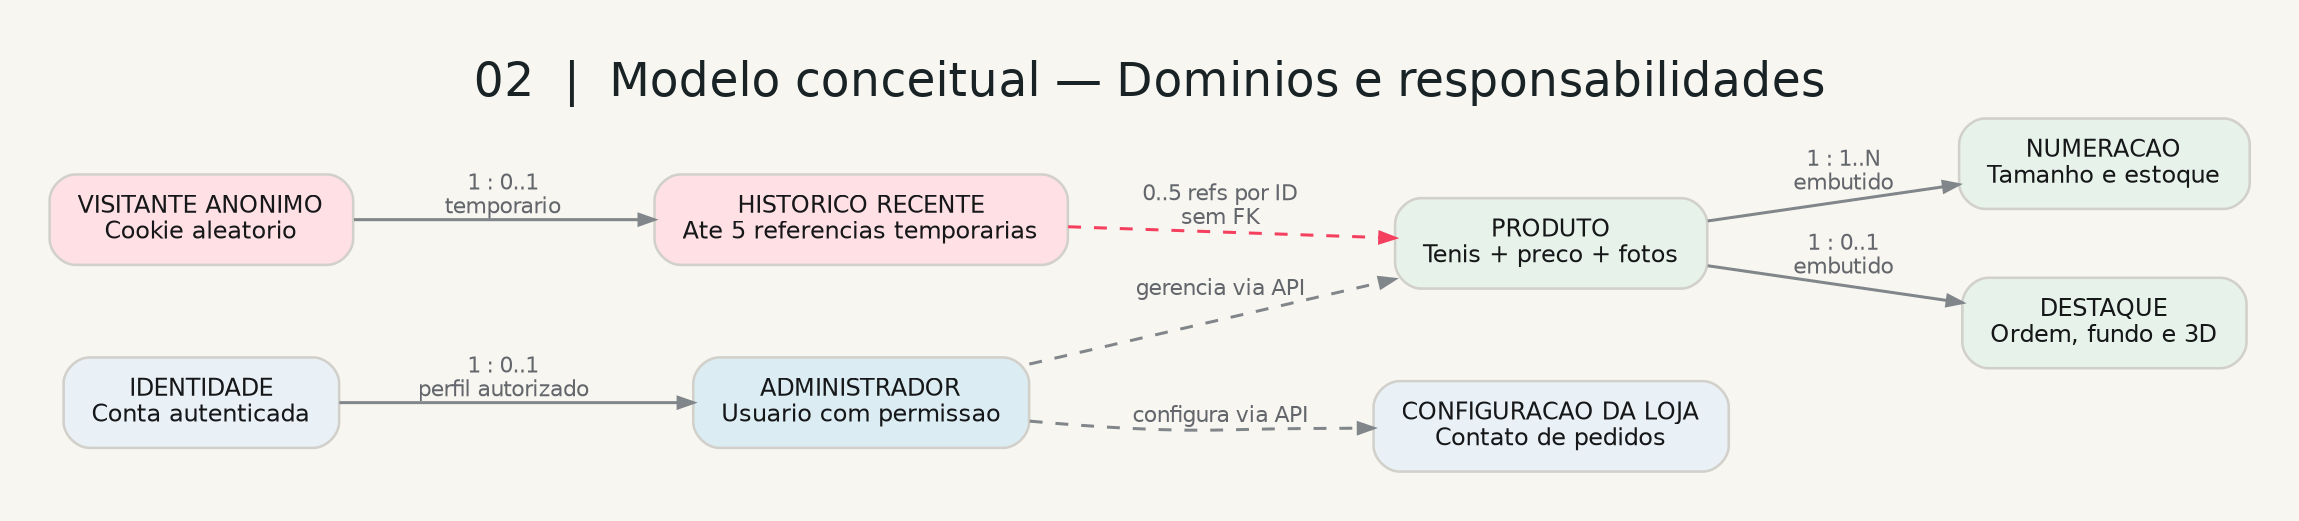 02 | Modelo conceitual — Dominios e responsabilidades
VISITANTE ANONIMO
Cookie aleatorio
1 : 0..1
temporario
HISTORICO RECENTE
Ate 5 referencias temporarias
0..5 refs por ID
sem FK
PRODUTO
Tenis + preco + fotos
1 : 1..N
embutido
NUMERACAO
Tamanho e estoque
1 : 0..1
embutido
DESTAQUE
Ordem, fundo e 3D
IDENTIDADE
Conta autenticada
1 : 0..1
perfil autorizado
ADMINISTRADOR
Usuario com permissao
gerencia via API
configura via API
CONFIGURACAO DA LOJA
Contato de pedidos